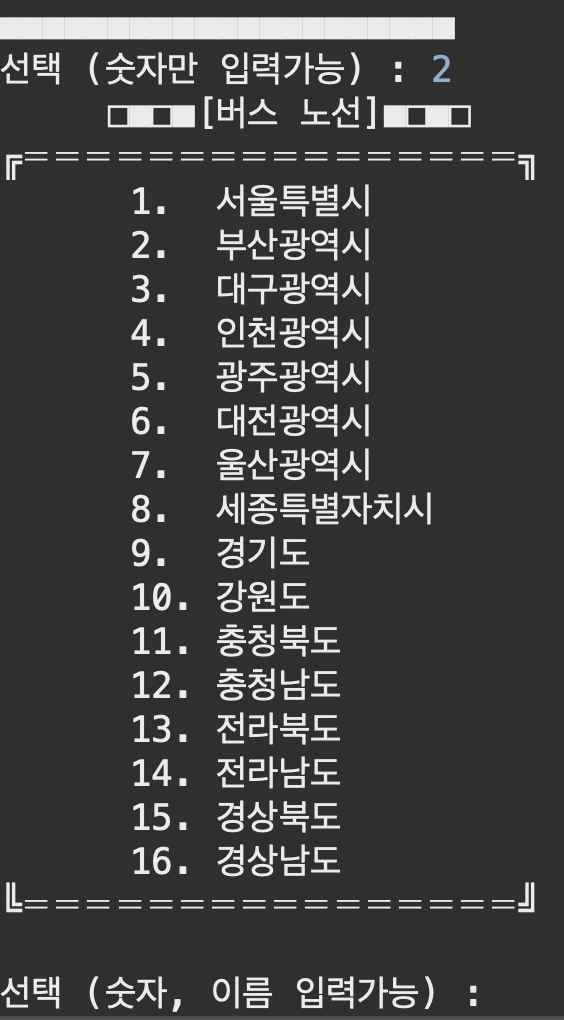 선택 (숫자만 입력가능) : 2
□■□■[버스 노선]■□■□
╔================╗
1. 서울특별시
2. 부산광역시
3. 대구광역시
4. 인천광역시
5. 광주광역시
6. 대전광역시
7. 울산광역시
8. 세종특별자치시
9. 경기도
10. 강원도
11. 충청북도
12. 충청남도
13. 전라북도
14. 전라남도
15. 경상북도
16. 경상남도
╚================╝
선택 (숫자, 이름 입력가능) :